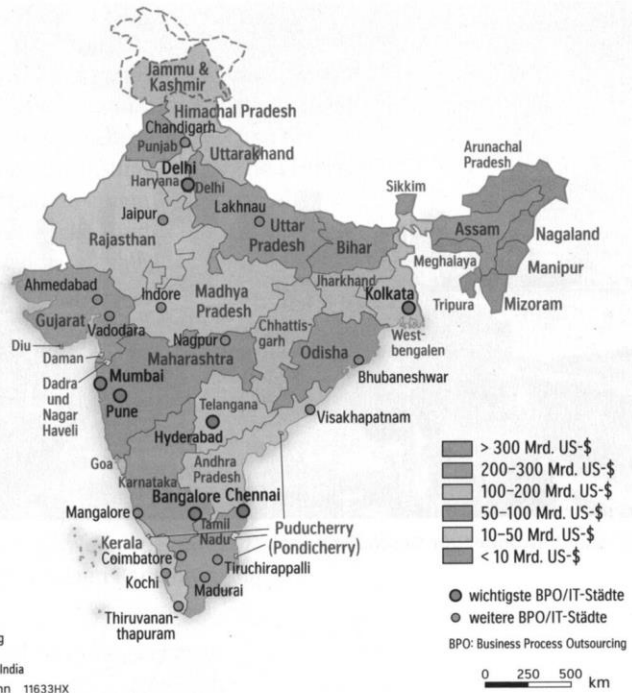 Jammu &
Kashmir
Himachal Pradesh
Chandigarh
Punjab
Uttarakhand
Delhi
Haryana
Delhi
Arunachal
Pradesh
Sikkim
Jaipur
Rajasthan
Lakhnau
Uttar
Pradesh
Bihar
Assam
Nagaland
Meghalaya
Manipur
Tripura
Mizoram
Ahmedabad
Gujarat
Vadodara
Indore
Madhya
Pradesh
Jharkhand
Kolkata
West-
bengalen
Chhattis-
garh
Diu
Daman
Dadra
und
Nagar
Haveli
Nagpur
Maharashtra
Odisha
Bhubaneshwar
Mumbai
Pune
Telangana
Hyderabad
Visakhapatnam
Goa
Karnataka
Andhra
Pradesh
Bangalore
Chennai
Mangalore
Tamil
Nadu
Puducherry
(Pondicherry)
Kerala
Coimbatore
Tiruchirappalli
Kochi
Madurai
Thiruvanan-
thapuram
> 300 Mrd. US-$
200–300 Mrd. US-$
100–200 Mrd. US-$
50–100 Mrd. US-$
10–50 Mrd. US-$
< 10 Mrd. US-$
wichtigste BPO/IT-Städte
weitere BPO/IT-Städte
BPO: Business Process Outsourcing
0 250 500 km
g
India
nn 11633HX